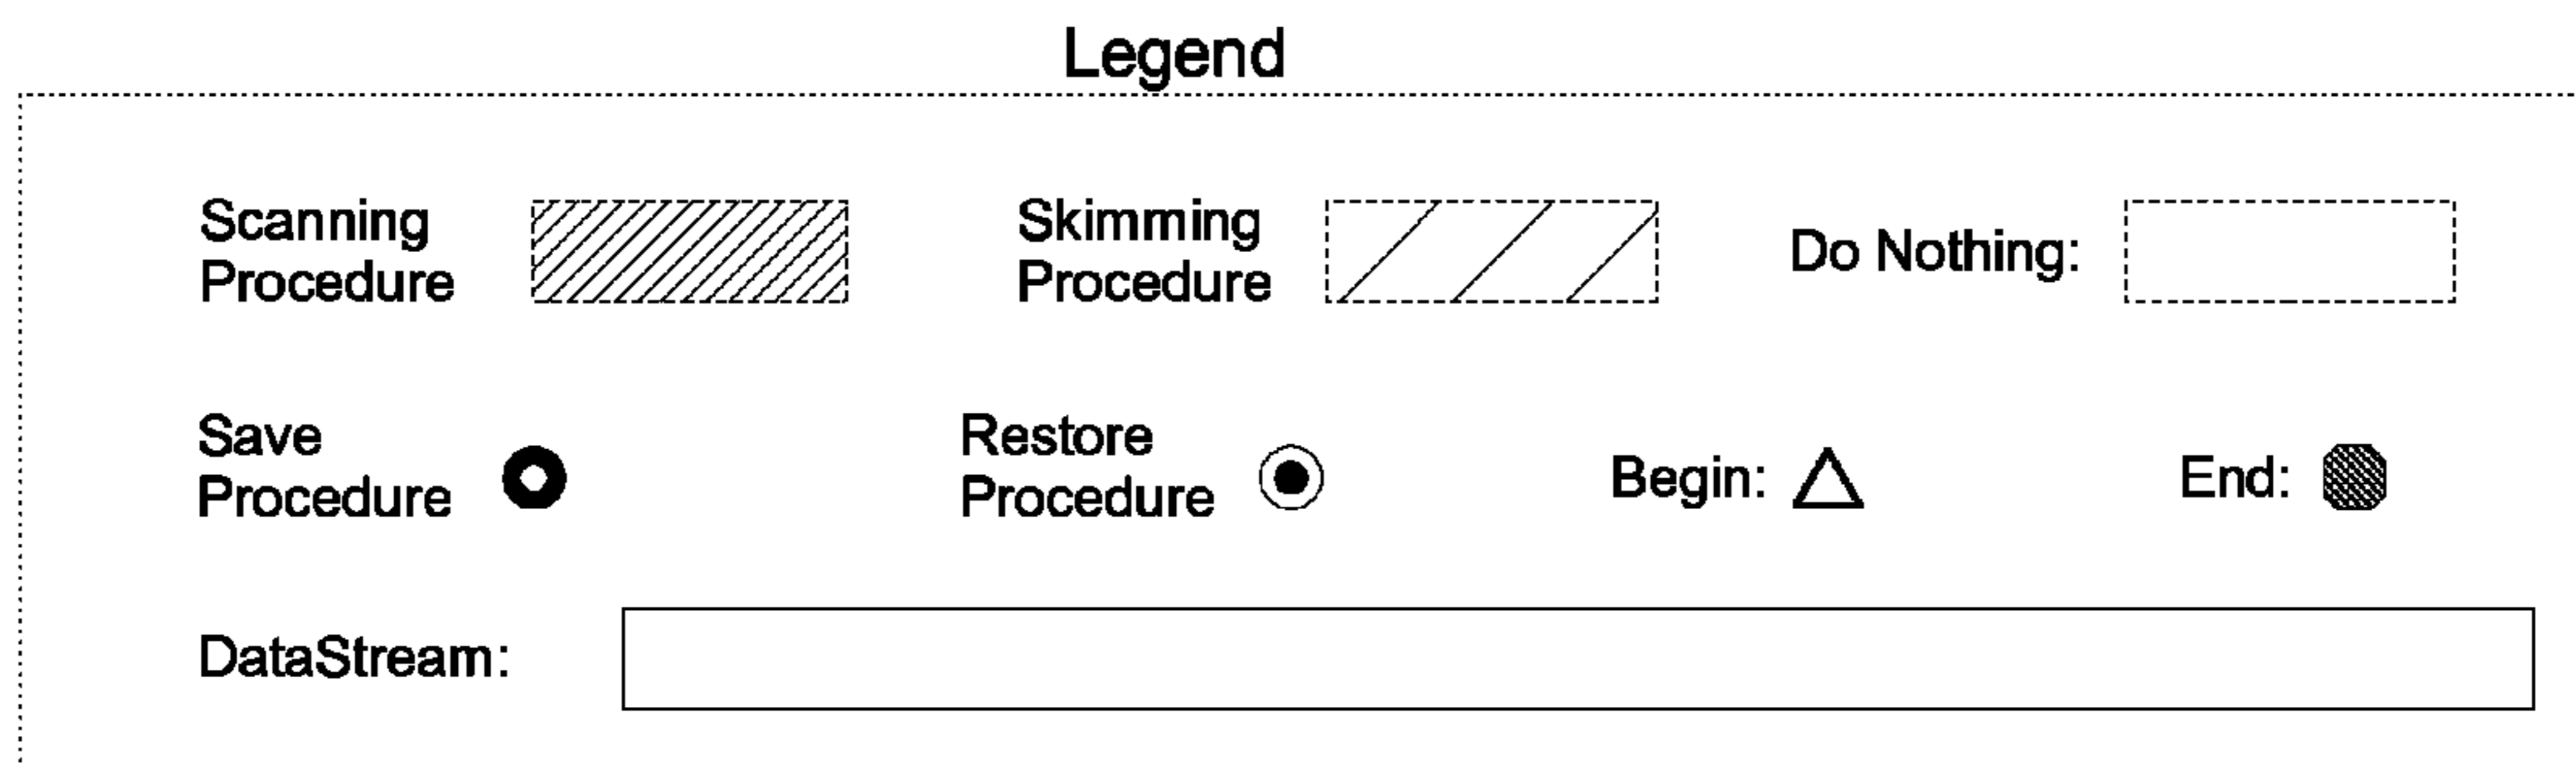 Legend
Scanning
Procedure
Skimming
Procedure
Do Nothing:
Save
Procedure
Restore
Procedure
Begin:
End:
DataStream: